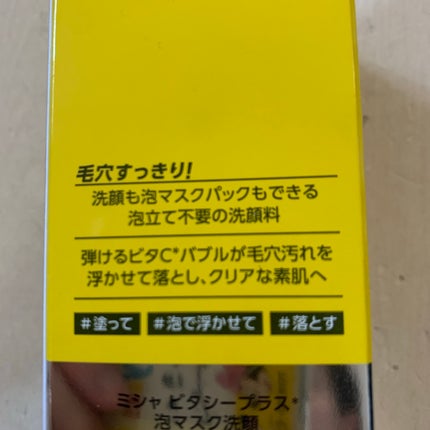 毛穴すっきり!
洗顔も泡マスクパックもできる
泡立て不要の洗顔料
弾けるビタC*バブルが毛穴汚れを
浮かせて落とし、クリアな素肌へ
#塗って #泡で浮かせて #落とす
ミシャ ビタシープラス*
泡マスク洗顔